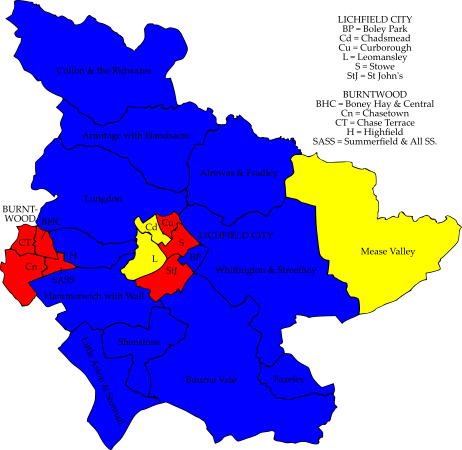 LICHFIELD CITY
BP = Boley Park
Cd = Chadsmead
Cu = Curborough
L = Leomansley
S = Stowe
StJ = St John's
BURNTWOOD
BHC = Boney Hay & Central
Cn = Chasetown
CT = Chase Terrace
H = Highfield
SASS = Summerfield & All SS.
Colton & the Ridwares
Armitage with Handsacre
Alrewas & Fradley
Longdon
BURNT-
WOOD
BHC
CT
Cn
H
SASS
Cd
Cu
S
L
StJ
BP
LICHFIELD CITY
Mease Valley
Whittington & Streethay
Hammerwich with Wall
Shenstone
Little Aston & Stonnall
Bourne Vale
Fazeley